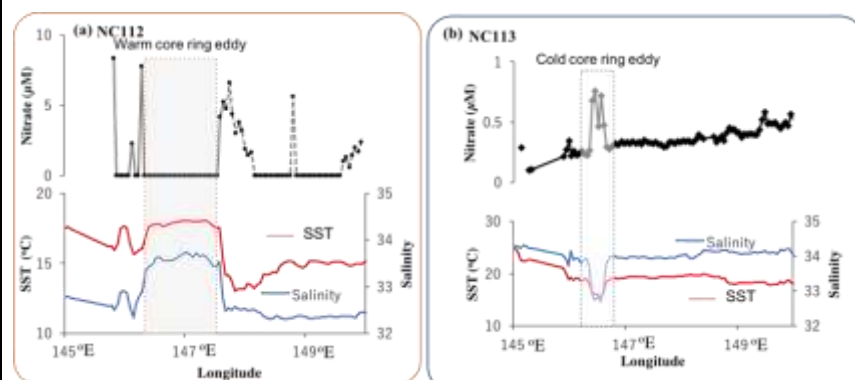 (a) NC112
Warm core ring eddy
10
5
0
Nitrate (µM)
20
15
10
SST (°C)
35
34
33
32
Salinity
SST
Salinity
145°E
147 °E
149°E
Longitude
(b) NC113
Cold core ring eddy
1
0.5
0
Nitrate (µM)
30
20
10
SST (°C)
35
34
33
32
Salinity
Salinity
SST
145 °E
147 °E
149°E
Longitude